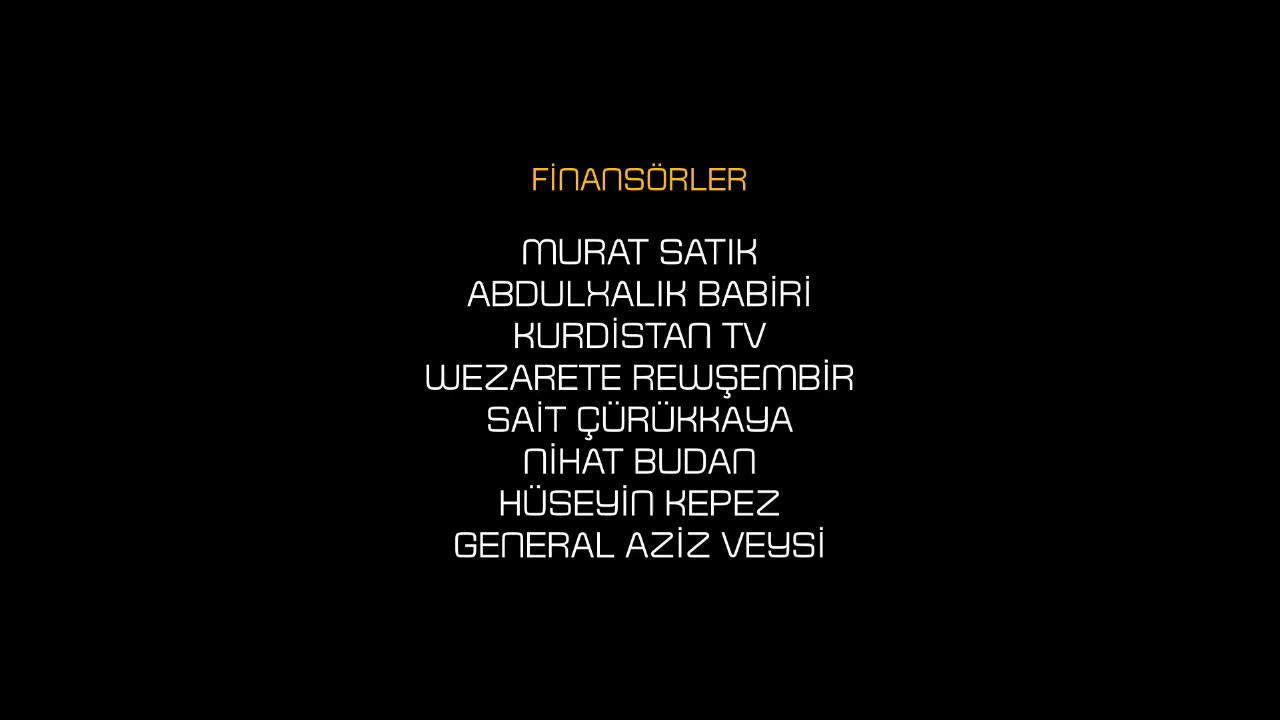 FİNANSÖRLER
MURAT SATIK
ABDULXALIK BABİRİ
KURDİSTAN TV
WEZARETE REWŞEMBİR
SAİT ÇÜRÜKKAYA
NİHAT BUDAN
HÜSEYİN KEPEZ
GENERAL AZİZ VEYSİ